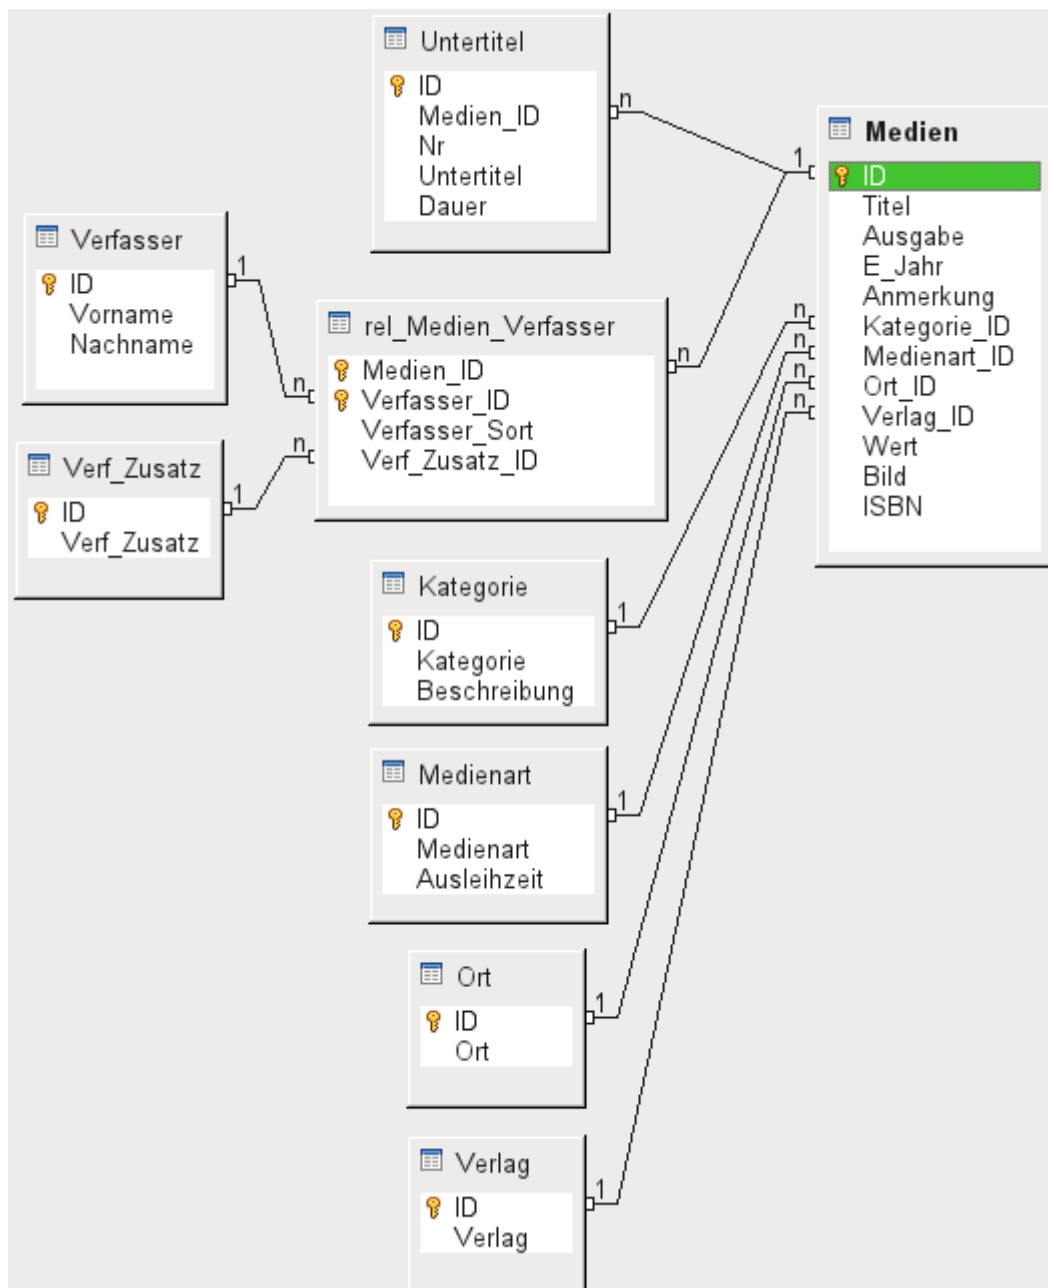 Untertitel
ID
Medien_ID
Nr
Untertitel
Dauer
n
1
Medien
ID
Titel
Ausgabe
E_Jahr
Anmerkung
Kategorie_ID
Medienart_ID
Ort_ID
Verlag_ID
Wert
Bild
ISBN
n
n
n
n
Verfasser
ID
Vorname
Nachname
1
n
rel_Medien_Verfasser
Medien_ID
Verfasser_ID
Verfasser_Sort
Verf_Zusatz_ID
n
n
Verf_Zusatz
ID
Verf_Zusatz
1
Kategorie
ID
Kategorie
Beschreibung
1
Medienart
ID
Medienart
Ausleihzeit
1
Ort
ID
Ort
1
Verlag
ID
Verlag
1